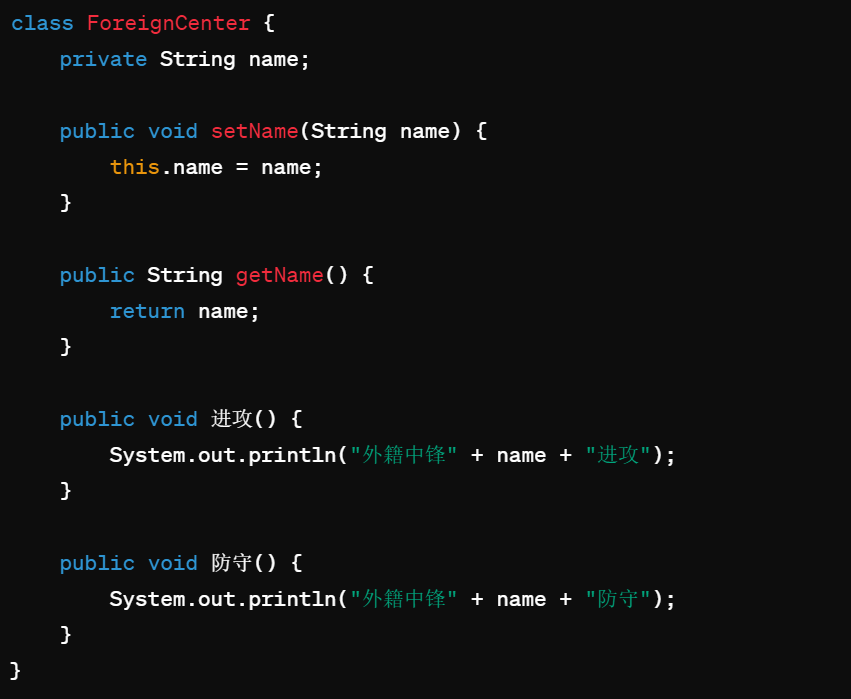 class ForeignCenter {
    private String name;

    public void setName(String name) {
        this.name = name;
    }

    public String getName() {
        return name;
    }

    public void 进攻() {
        System.out.println("外籍中锋" + name + "进攻");
    }

    public void 防守() {
        System.out.println("外籍中锋" + name + "防守");
    }
}